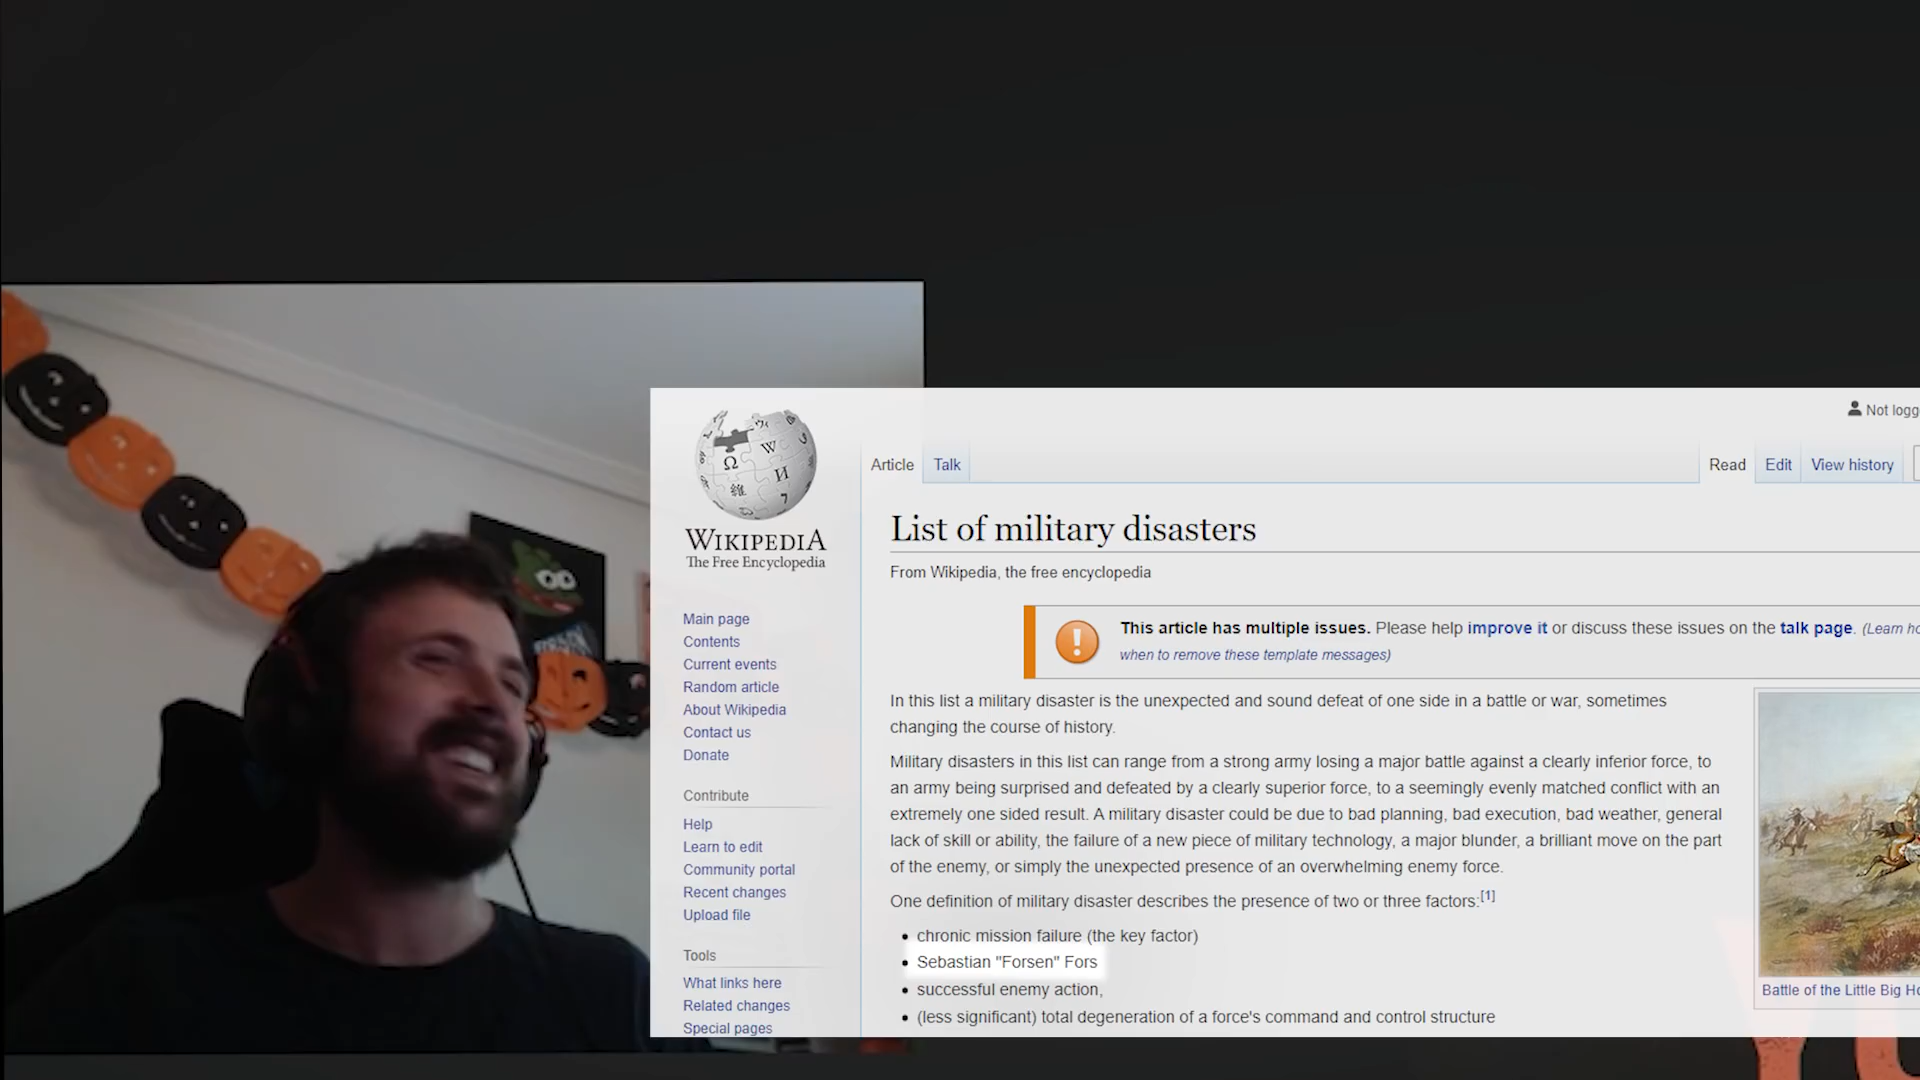 Not logg
WIKIPEDIA
The Free Encyclopedia
Article Talk Read Edit View history
List of military disasters
From Wikipedia, the free encyclopedia
This article has multiple issues. Please help improve it or discuss these issues on the talk page. (Learn ho
when to remove these template messages)
Main page
Contents
Current events
Random article
About Wikipedia
Contact us
Donate
Contribute
Help
Learn to edit
Community portal
Recent changes
Upload file
Tools
What links here
Related changes
Special pages
In this list a military disaster is the unexpected and sound defeat of one side in a battle or war, sometimes
changing the course of history.
Military disasters in this list can range from a strong army losing a major battle against a clearly inferior force, to
an army being surprised and defeated by a clearly superior force, to a seemingly evenly matched conflict with an
extremely one sided result. A military disaster could be due to bad planning, bad execution, bad weather, general
lack of skill or ability, the failure of a new piece of military technology, a major blunder, a brilliant move on the part
of the enemy, or simply the unexpected presence of an overwhelming enemy force.
One definition of military disaster describes the presence of two or three factors:[1]
• chronic mission failure (the key factor)
• Sebastian "Forsen" Fors
• successful enemy action,
• (less significant) total degeneration of a force's command and control structure
Battle of the Little Big Ho